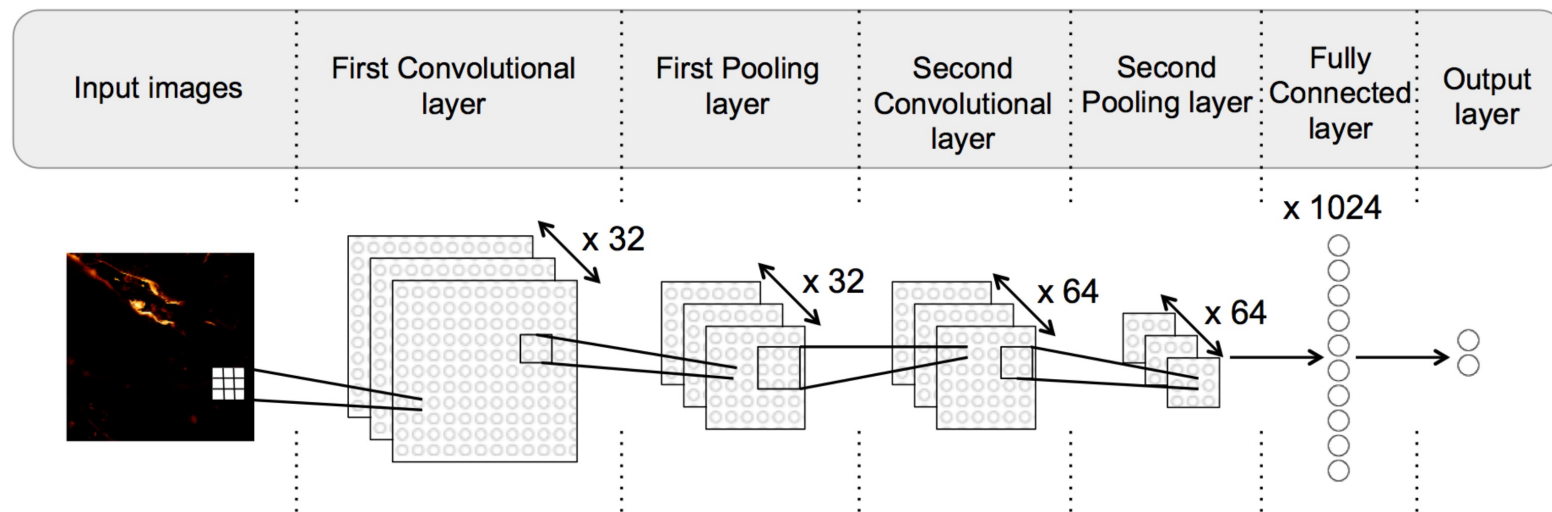 Input images
First Convolutional
layer
First Pooling
layer
Second
Convolutional
layer
Second
Pooling layer
Fully
Connected
layer
Output
layer
x 32
x 32
x 64
x 64
x 1024